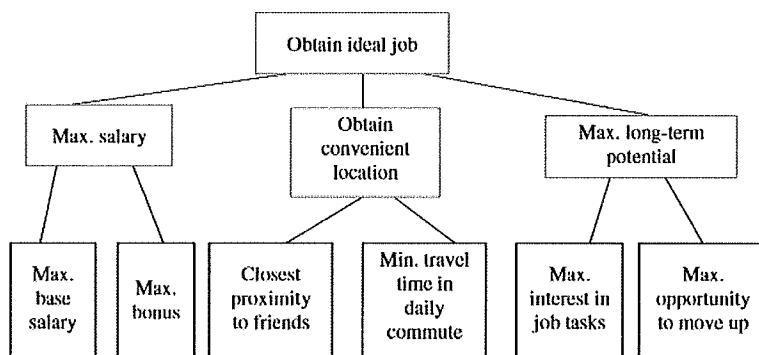 Obtain ideal job
Max. salary
Obtain
convenient
location
Max. long-term
potential
Max.
base
salary
Max.
bonus
Closest
proximity
to friends
Min. travel
time in
daily
commute
Max.
interest in
job tasks
Max.
opportunity
to move up